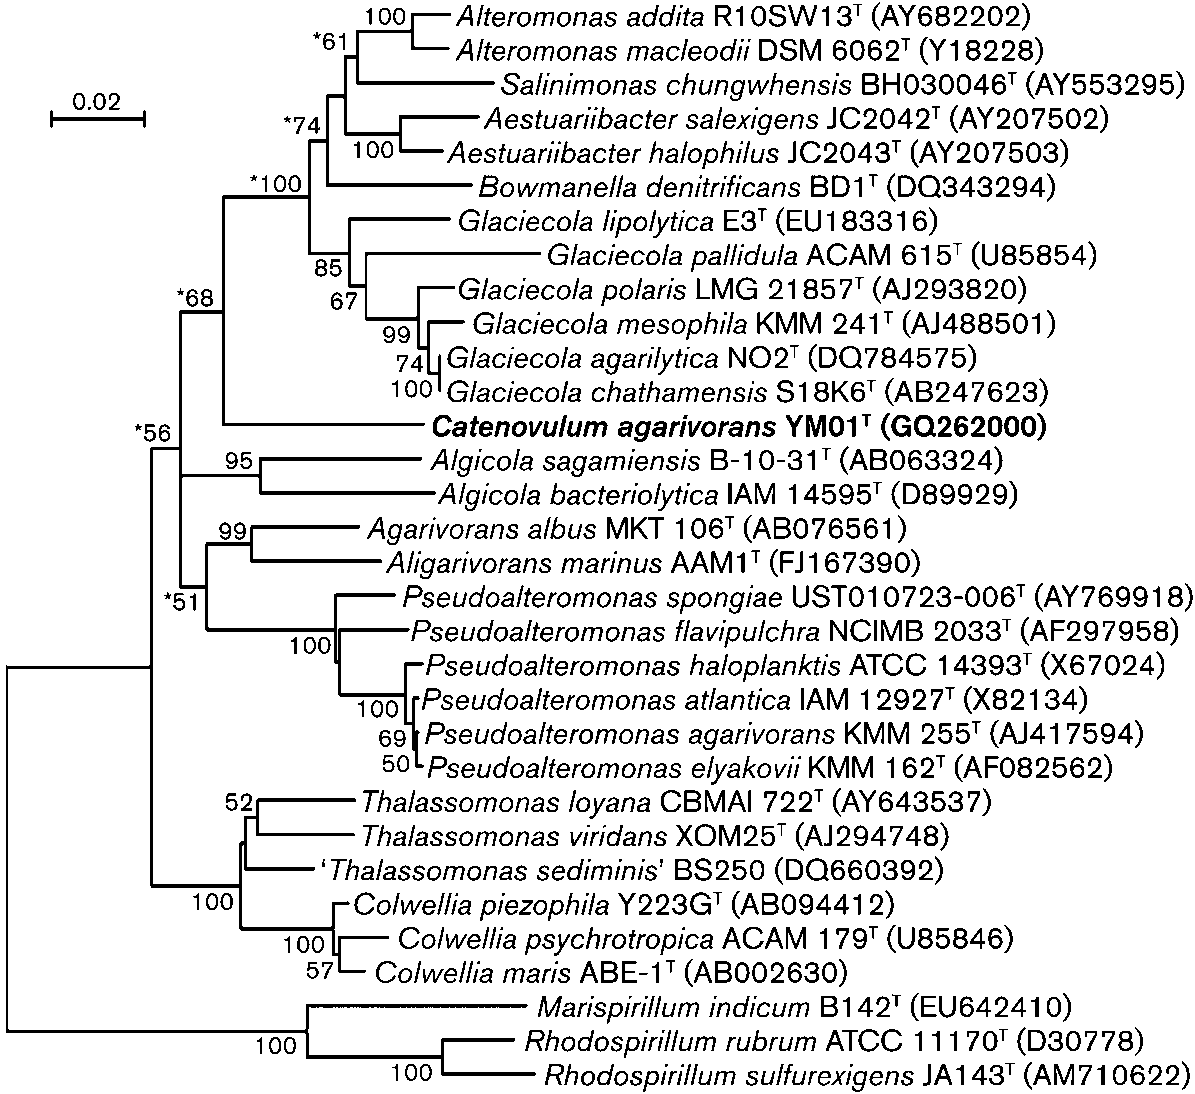 100 Alteromonas addita R10SW13ᵀ (AY682202)
*61
Alteromonas macleodii DSM 6062ᵀ (Y18228)
Salinimonas chungwhensis BH030046ᵀ (AY553295)
0.02
*74 Aestuariibacter salexigens JC2042ᵀ (AY207502)
100 Aestuariibacter halophilus JC2043ᵀ (AY207503)
*100 Bowmanella denitrificans BD1ᵀ (DQ343294)
Glaciecola lipolytica E3ᵀ (EU183316)
Glaciecola pallidula ACAM 615ᵀ (U85854)
85
Glaciecola polaris LMG 21857ᵀ (AJ293820)
*68 67
Glaciecola mesophila KMM 241ᵀ (AJ488501)
99
Glaciecola agarilytica NO2ᵀ (DQ784575)
74
100 Glaciecola chathamensis S18K6ᵀ (AB247623)
Catenovulum agarivorans YM01ᵀ (GQ262000)
*56
95 Algicola sagamiensis B-10-31ᵀ (AB063324)
Algicola bacteriolytica IAM 14595ᵀ (D89929)
99 Agarivorans albus MKT 106ᵀ (AB076561)
Aligarivorans marinus AAM1ᵀ (FJ167390)
*51 Pseudoalteromonas spongiae UST010723-006ᵀ (AY769918)
Pseudoalteromonas flavipulchra NCIMB 2033ᵀ (AF297958)
100
Pseudoalteromonas haloplanktis ATCC 14393ᵀ (X67024)
Pseudoalteromonas atlantica IAM 12927ᵀ (X82134)
100
69 Pseudoalteromonas agarivorans KMM 255ᵀ (AJ417594)
50 Pseudoalteromonas elyakovii KMM 162ᵀ (AF082562)
52 Thalassomonas loyana CBMAI 722ᵀ (AY643537)
Thalassomonas viridans XOM25ᵀ (AJ294748)
‘Thalassomonas sediminis’ BS250 (DQ660392)
100 Colwellia piezophila Y223Gᵀ (AB094412)
100 Colwellia psychrotropica ACAM 179ᵀ (U85846)
57 Colwellia maris ABE-1ᵀ (AB002630)
Marispirillum indicum B142ᵀ (EU642410)
100 Rhodospirillum rubrum ATCC 11170ᵀ (D30778)
100 Rhodospirillum sulfurexigens JA143ᵀ (AM710622)